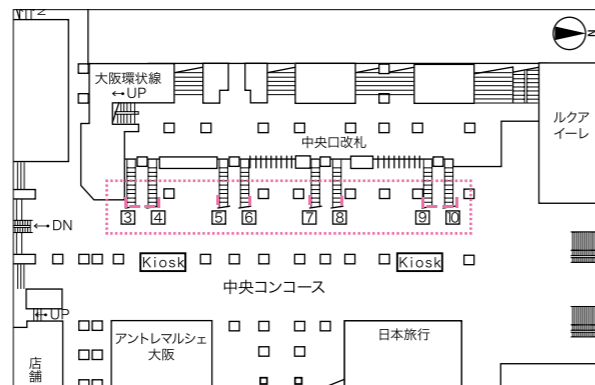 大阪環状線
↔UP
N
ルクア
イーレ
中央口改札
3
4
5
6
7
8
9
10
↔DN
Kiosk
Kiosk
中央コンコース
↔UP
店舗
アントレマルシェ
大阪
日本旅行